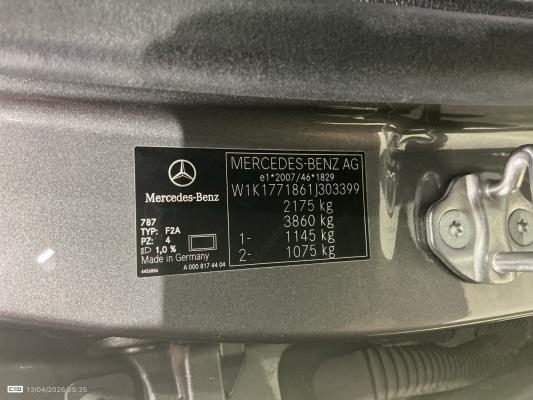 Mercedes-Benz
787
TYP: F2A
PZ: 4
1,0 %
Made in Germany
A 000 817 44 04
MERCEDES-BENZ AG
e1*2007/46*1829
W1K1771861J303399
2175 kg
3860 kg
1- 1145 kg
2- 1075 kg
13/04/2026 09:35